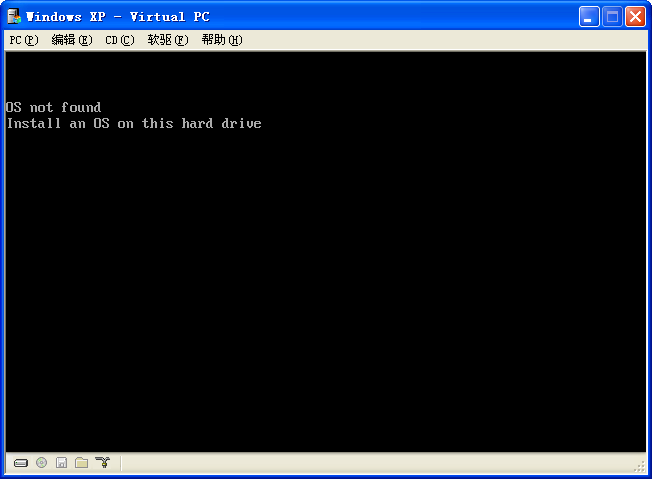 Windows XP - Virtual PC
PC(P) 编辑(E) CD(C) 软驱(F) 帮助(H)
OS not found
Install an OS on this hard drive